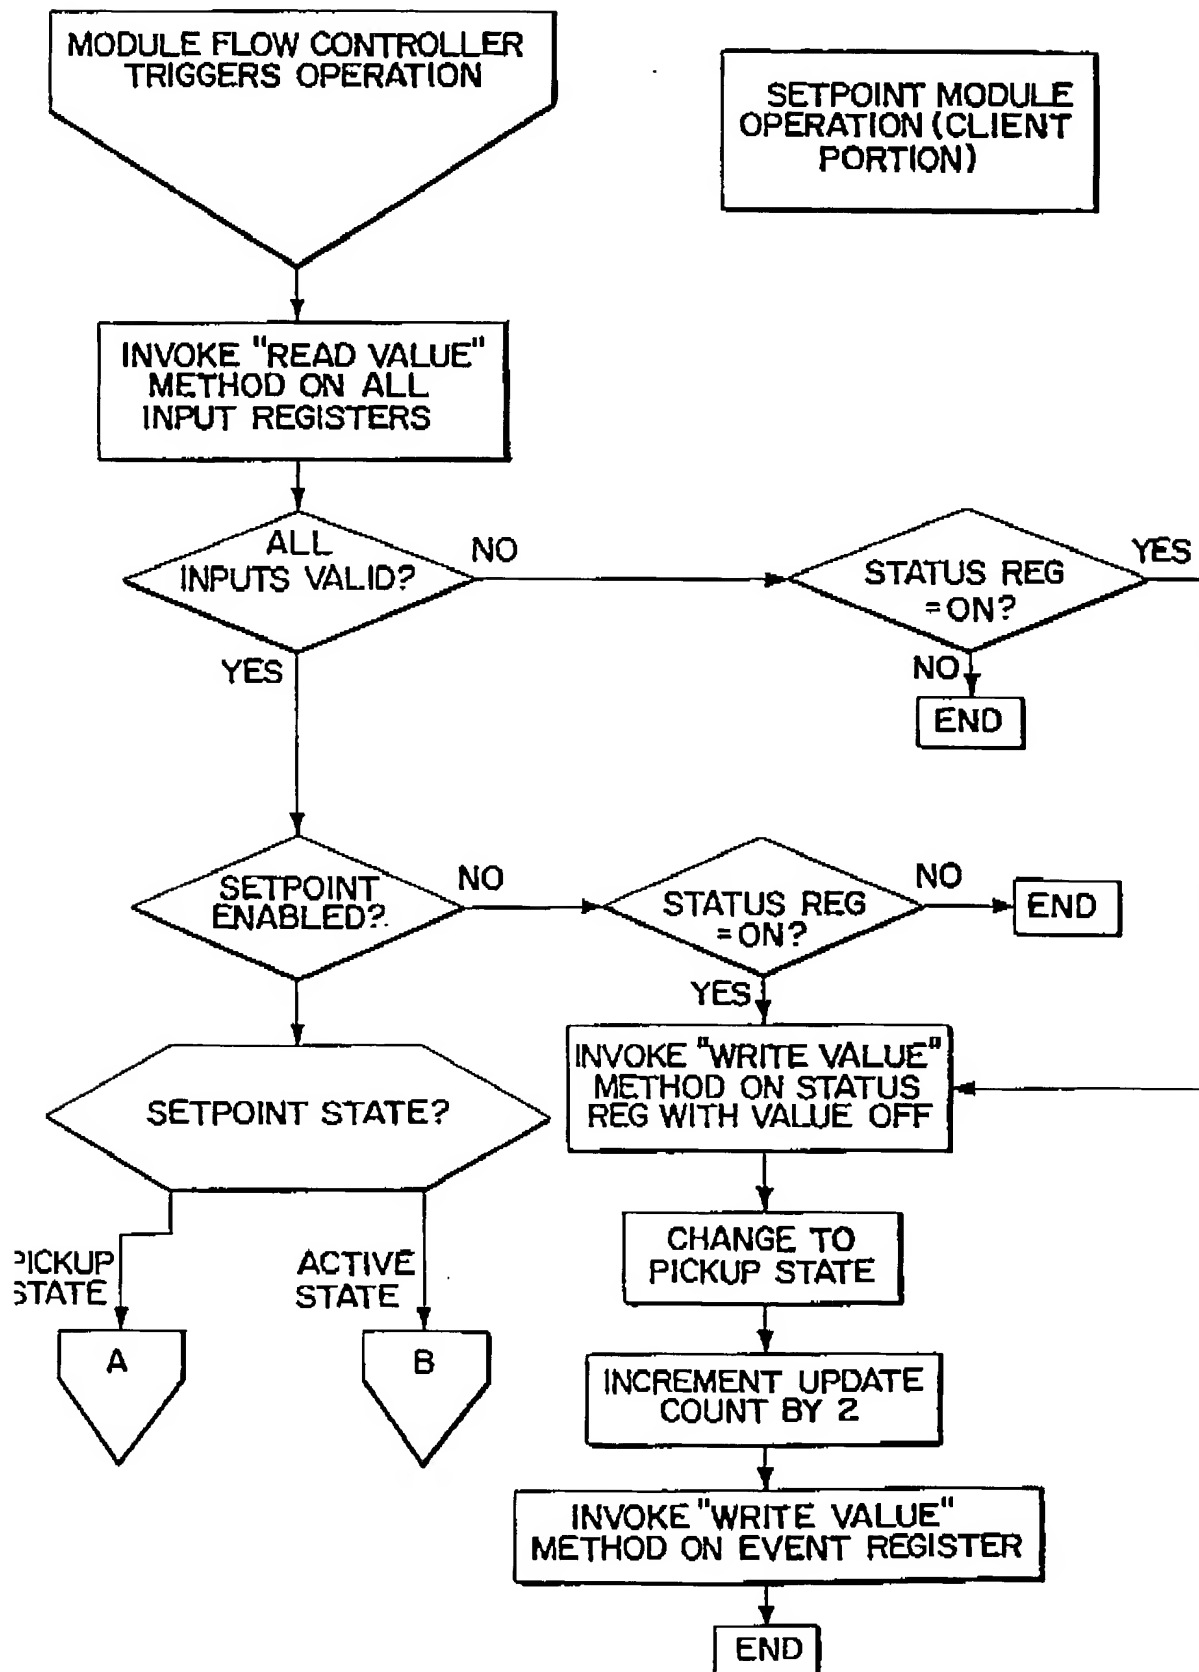 MODULE FLOW CONTROLLER
TRIGGERS OPERATION
SETPOINT MODULE
OPERATION (CLIENT
PORTION)
INVOKE "READ VALUE"
METHOD ON ALL
INPUT REGISTERS
ALL
INPUTS VALID?
NO
STATUS REG
=ON?
YES
NO
END
YES
SETPOINT
ENABLED?
NO
STATUS REG
=ON?
NO
END
YES
INVOKE "WRITE VALUE"
METHOD ON STATUS
REG WITH VALUE OFF
SETPOINT STATE?
CHANGE TO
PICKUP STATE
PICKUP
STATE
ACTIVE
STATE
A
B
INCREMENT UPDATE
COUNT BY 2
INVOKE "WRITE VALUE"
METHOD ON EVENT REGISTER
END